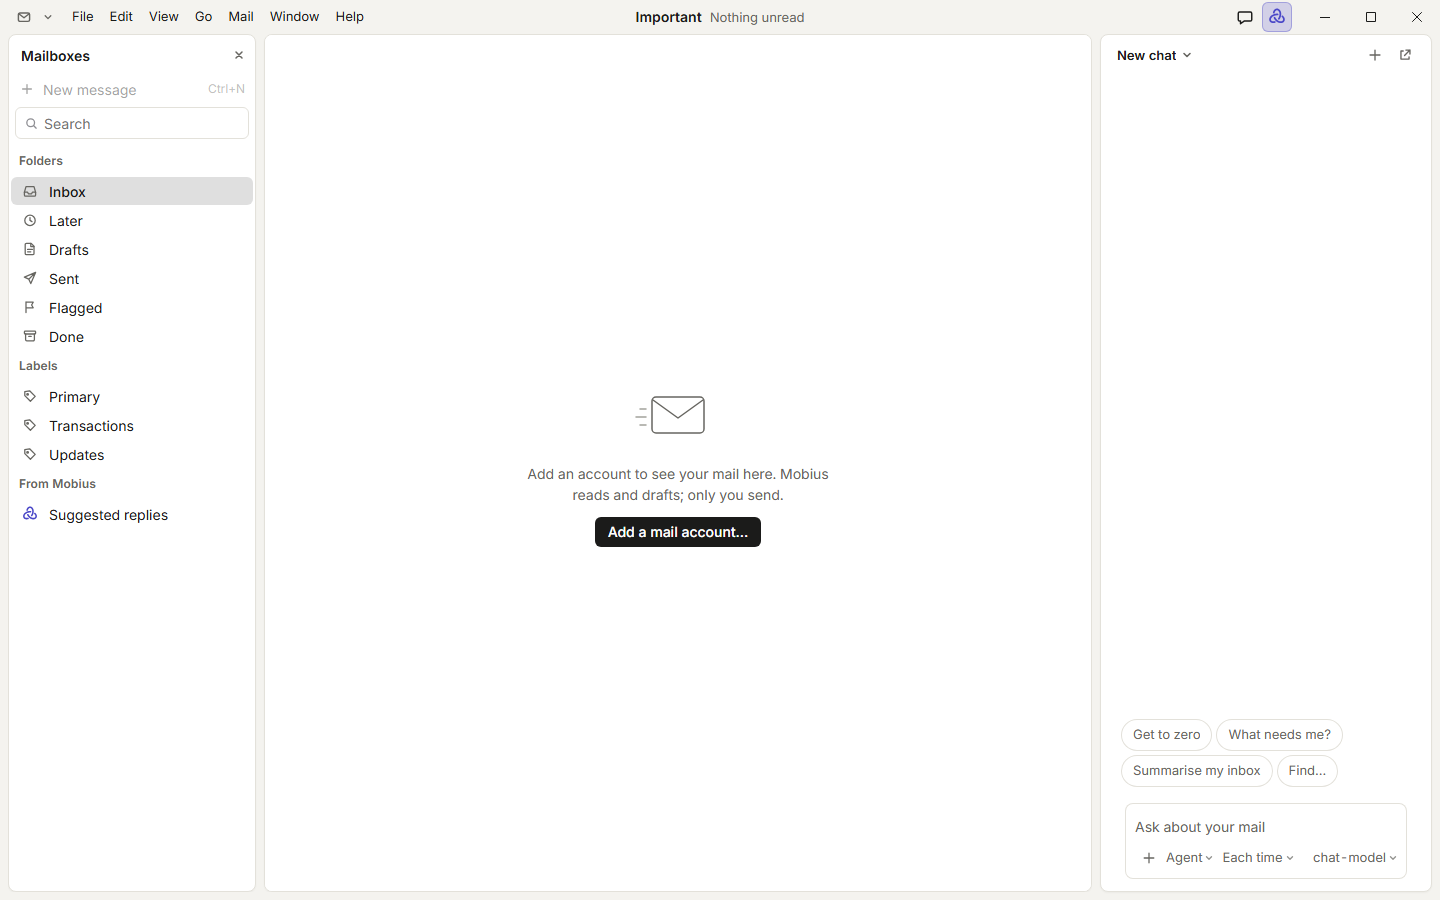 File Edit View Go Mail Window Help
Important Nothing unread
Mailboxes
New message Ctrl+N
Search
Folders
Inbox
Later
Drafts
Sent
Flagged
Done
Labels
Primary
Transactions
Updates
From Mobius
Suggested replies
Add an account to see your mail here. Mobius
reads and drafts; only you send.
Add a mail account...
New chat
Get to zero What needs me?
Summarise my inbox Find...
Ask about your mail
Agent Each time chat-model